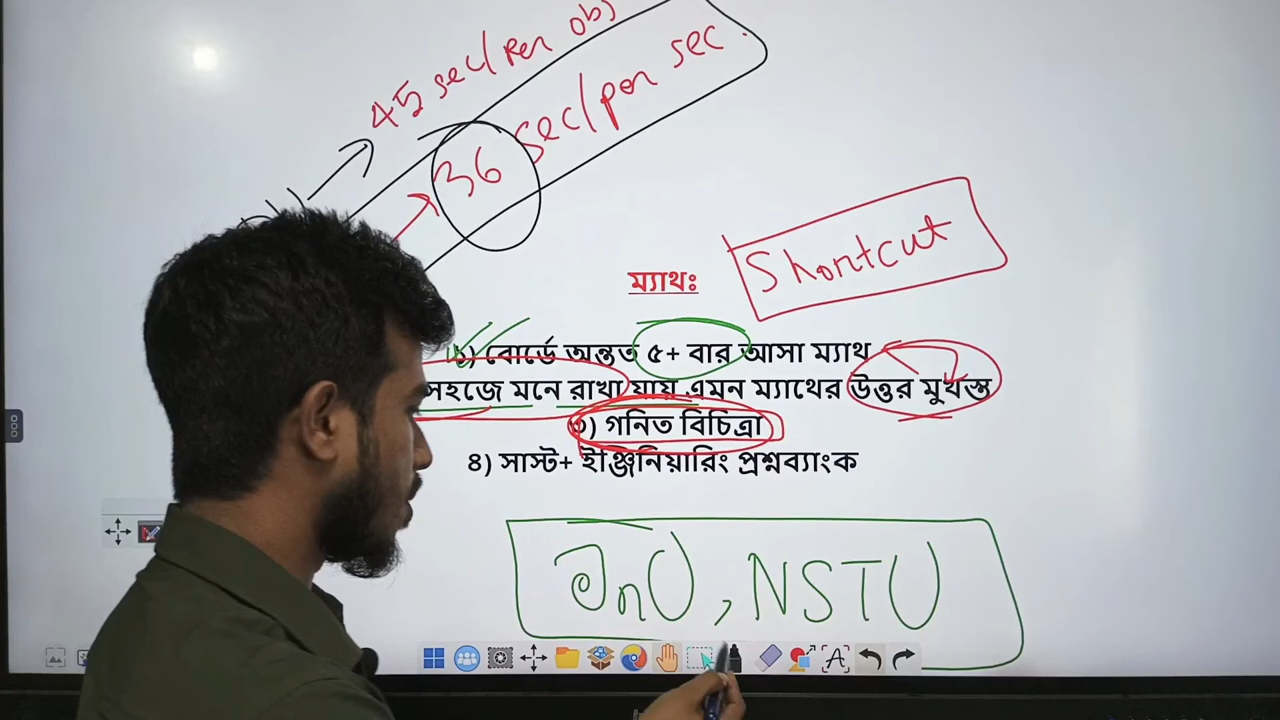 45 sec/per obj
36 sec/per sec
Shortcut
ম্যাথঃ
১) বোর্ডে অন্তত ৫+ বার আসা ম্যাথ
সহজে মনে রাখা যায় এমন ম্যাথের উত্তর মুখস্ত
৩) গনিত বিচিত্রা
৪) সাস্ট+ ইঞ্জিনিয়ারিং প্রশ্নব্যাংক
, NSTU